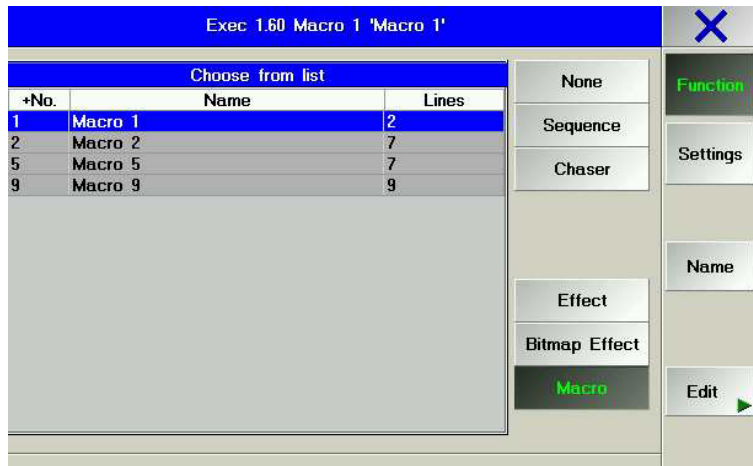 Exec 1.60 Macro 1 'Macro 1'
Choose from list
+No. Name Lines
1 Macro 1 2
2 Macro 2 7
5 Macro 5 7
9 Macro 9 9
None
Sequence
Chaser
Effect
Bitmap Effect
Macro
Function
Settings
Name
Edit